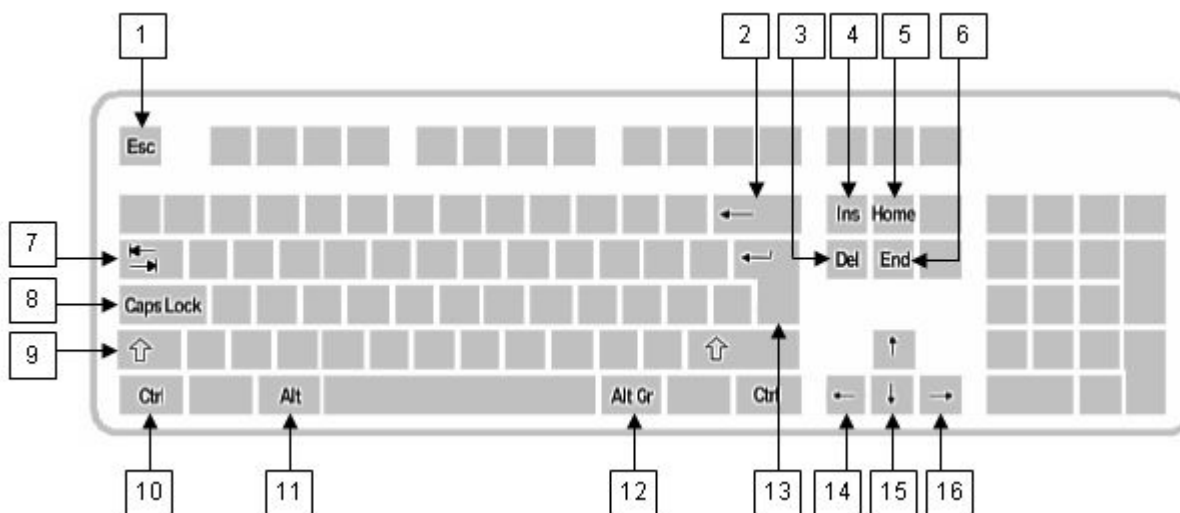 1 2 3 4 5 6
Esc
← Ins Home
7 ← Del End
8 Caps Lock
9 ⇧ ⇧ ↑
Ctrl Alt Alt Gr Ctrl ← ↓ →
10 11 12 13 14 15 16